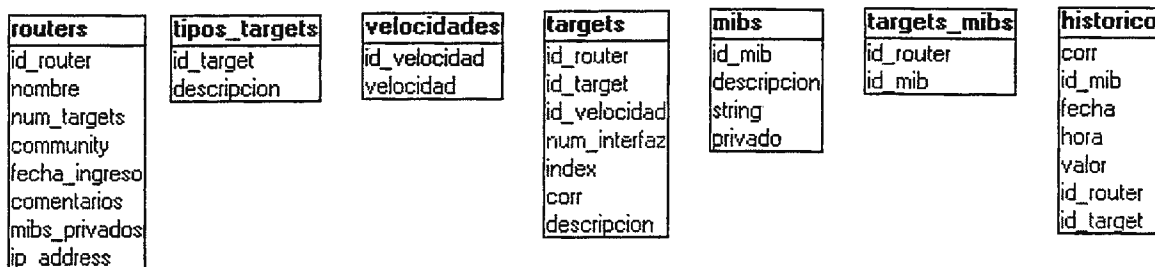 routers
id_router
nombre
num_targets
community
fecha_ingreso
comentarios
mibs_privados
ip_address
tipos_targets
id_target
descripcion
velocidades
id_velocidad
velocidad
targets
id_router
id_target
id_velocidad
num_interfaz
index
corr
descripcion
mibs
id_mib
descripcion
string
privado
targets_mibs
id_router
id_mib
historico
corr
id_mib
fecha
hora
valor
id_router
id_target